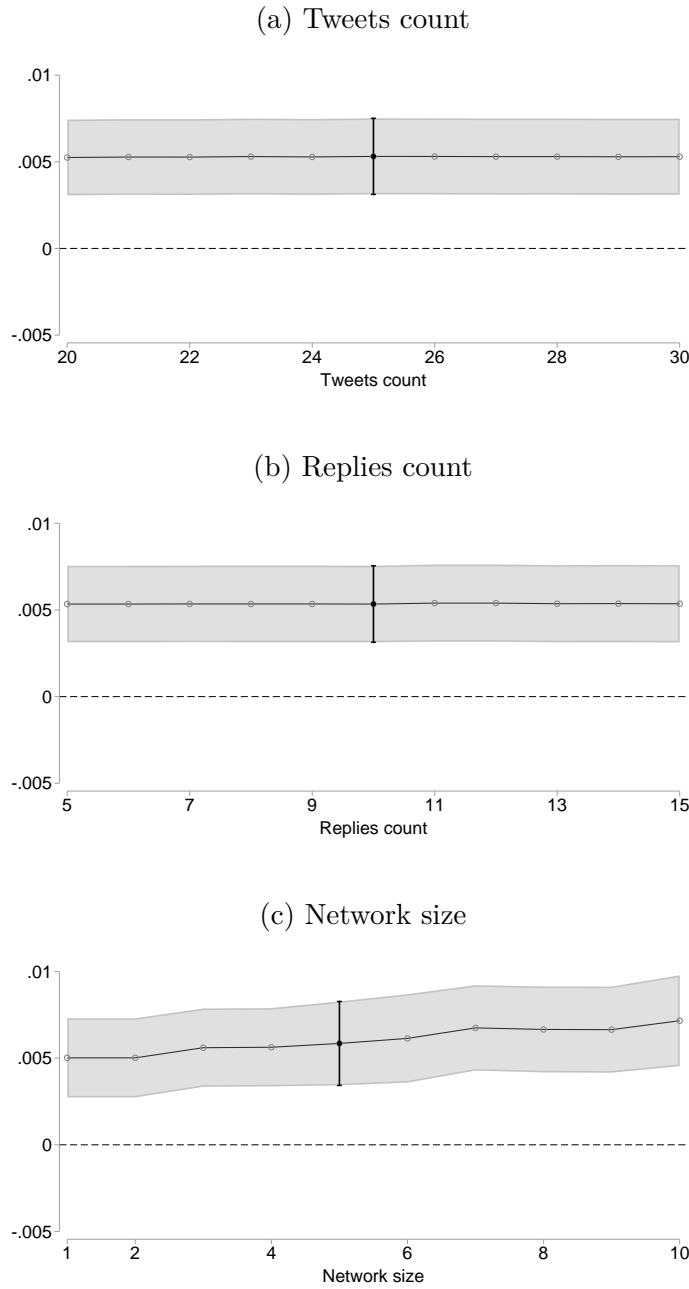 (a) Tweets count
.01
.005
0
-.005
20 22 24 26 28 30
Tweets count
(b) Replies count
.01
.005
0
-.005
5 7 9 11 13 15
Replies count
(c) Network size
.01
.005
0
-.005
1 2 4 6 8 10
Network size